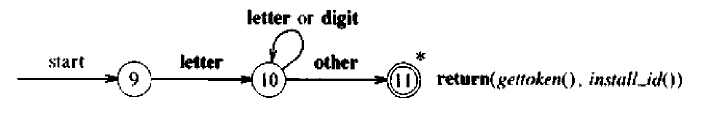 letter or digit
start 9 letter 10 other 11 * return(gettoken(), install_id())